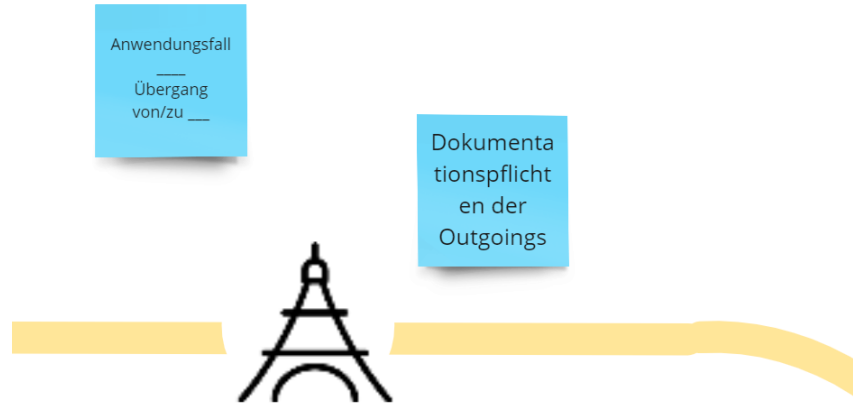 Anwendungsfall
____
Übergang
von/zu ___
Dokumenta
tionspflicht
en der
Outgoings